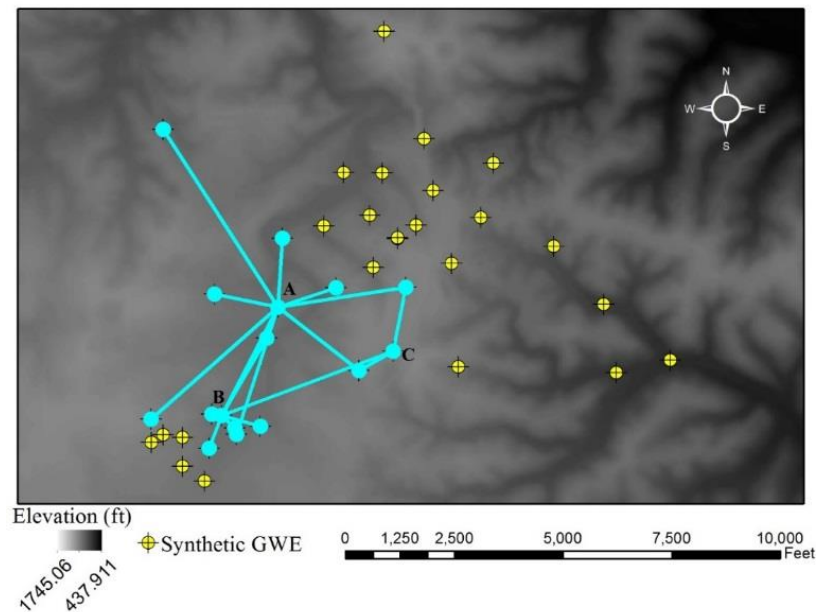 N
W E
S
A
C
B
Elevation (ft)
1745.06
437.911
Synthetic GWE
0 1,250 2,500 5,000 7,500 10,000
Feet